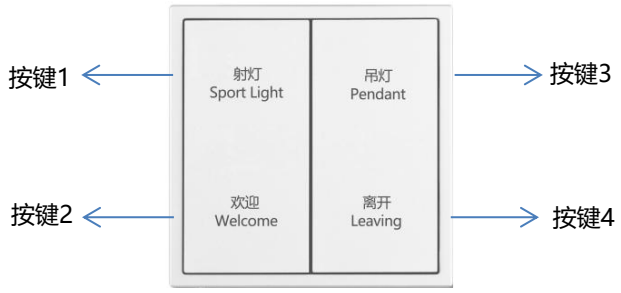 按键1
射灯
Sport Light
吊灯
Pendant
按键3
按键2
欢迎
Welcome
离开
Leaving
按键4